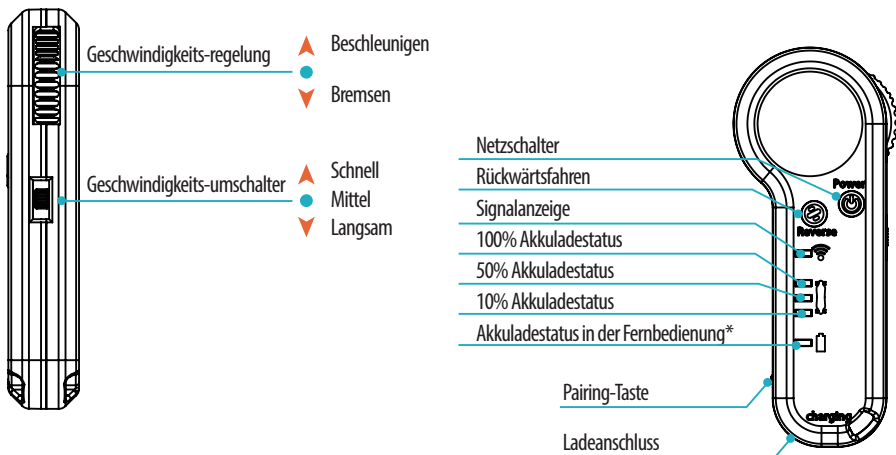 Geschwindigkeits-regelung
Beschleunigen
Bremsen
Geschwindigkeits-umschalter
Schnell
Mittel
Langsam
Netzschalter
Rückwärtsfahren
Signalanzeige
100% Akkuladestatus
50% Akkuladestatus
10% Akkuladestatus
Akkuladestatus in der Fernbedienung*
Pairing-Taste
Ladeanschluss
Power
Reverse
charging